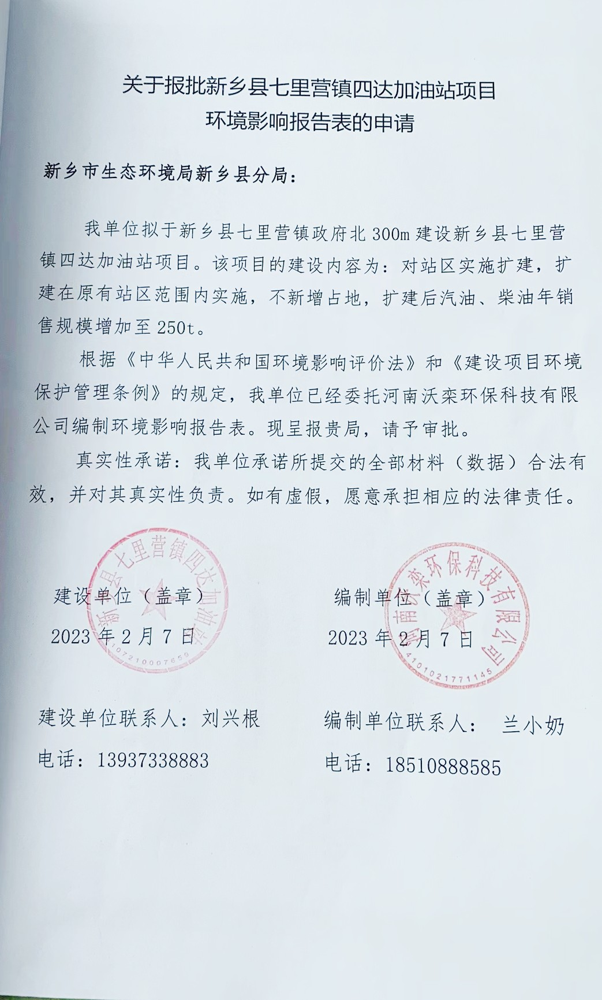 关于报批新乡县七里营镇四达加油站项目
环境影响报告表的申请
新乡市生态环境局新乡县分局：
我单位拟于新乡县七里营镇政府北 300m 建设新乡县七里营
镇四达加油站项目。该项目的建设内容为：对站区实施扩建，扩
建在原有站区范围内实施，不新增占地，扩建后汽油、柴油年销
售规模增加至 250t。
根据《中华人民共和国环境影响评价法》和《建设项目环境
保护管理条例》的规定，我单位已经委托河南沃栾环保科技有限
公司编制环境影响报告表。现呈报贵局，请予审批。
真实性承诺：我单位承诺所提交的全部材料（数据）合法有
效，并对其真实性负责。如有虚假，愿意承担相应的法律责任。
新乡县七里营镇四达加油站
建设单位（盖章）
2023 年 2 月 7 日
4107210007659
河南沃栾环保科技有限公司
编制单位（盖章）
2023 年 2 月 7 日
4101021771145
建设单位联系人：刘兴根
电话：13937338883
编制单位联系人： 兰小奶
电话：18510888585